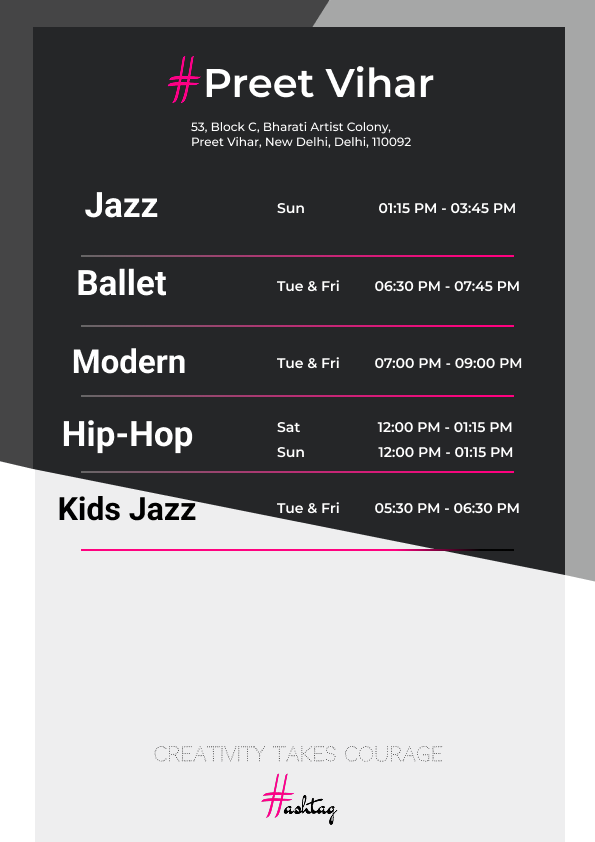 #Preet Vihar
53, Block C, Bharati Artist Colony,
Preet Vihar, New Delhi, Delhi, 110092
Jazz Sun 01:15 PM - 03:45 PM
Ballet Tue & Fri 06:30 PM - 07:45 PM
Modern Tue & Fri 07:00 PM - 09:00 PM
Hip-Hop Sat 12:00 PM - 01:15 PM
Sun 12:00 PM - 01:15 PM
Kids Jazz Tue & Fri 05:30 PM - 06:30 PM
CREATIVITY TAKES COURAGE
#ashtag